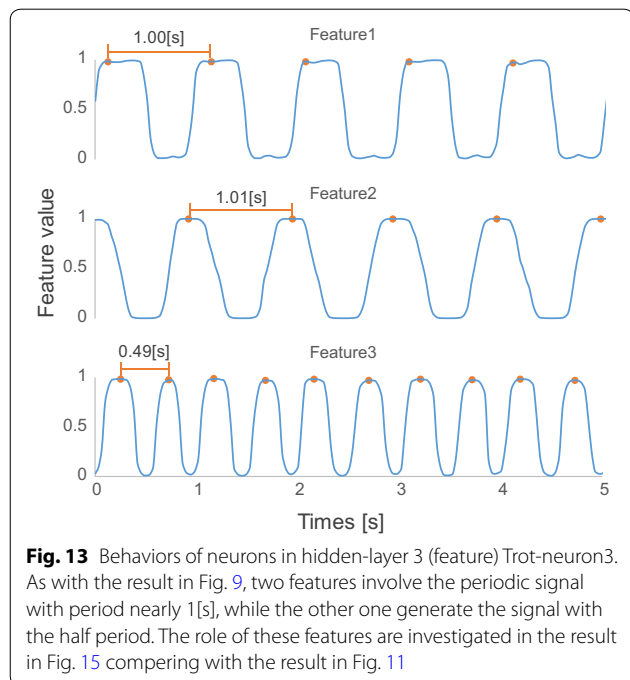 Feature1
1.00[s]
1
0.5
0
Feature2
1.01[s]
1
0.5
0
Feature value
Feature3
0.49[s]
1
0.5
0
0 1 2 3 4 5
Times [s]
Fig. 13 Behaviors of neurons in hidden-layer 3 (feature) Trot-neuron3.
As with the result in Fig. 9, two features involve the periodic signal
with period nearly 1[s], while the other one generate the signal with
the half period. The role of these features are investigated in the result
in Fig. 15 compering with the result in Fig. 11